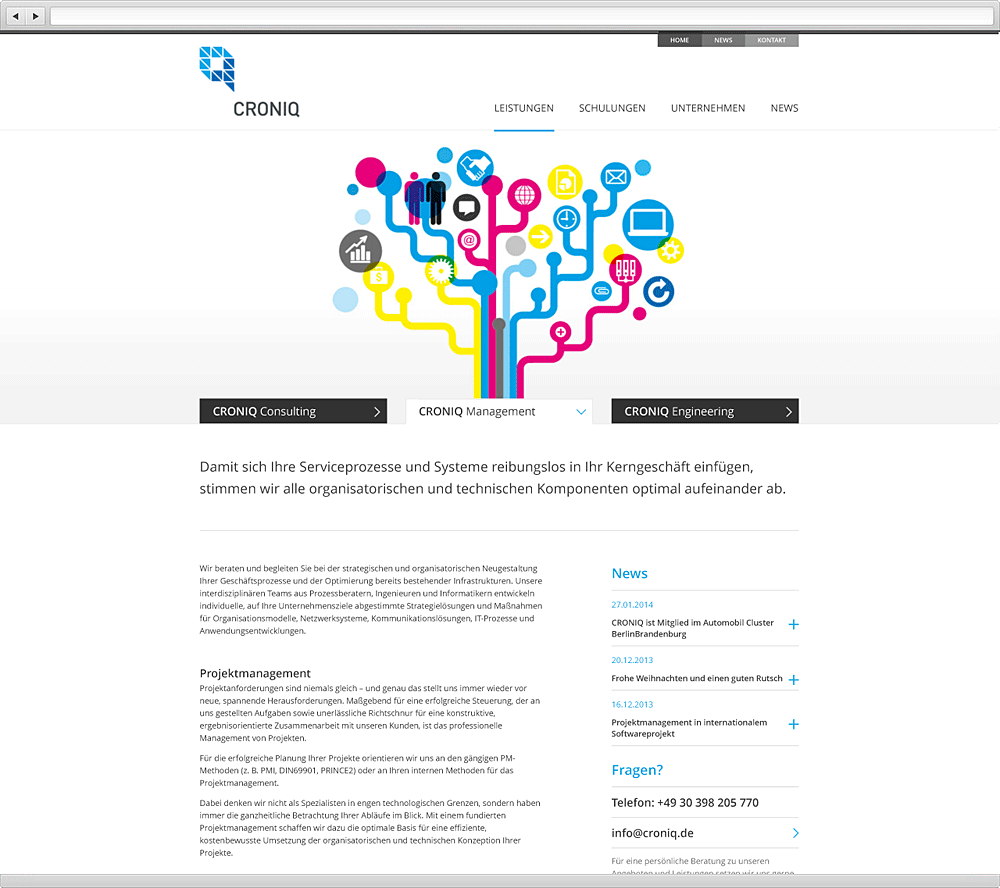 HOME NEWS KONTAKT
CRONIQ
LEISTUNGEN SCHULUNGEN UNTERNEHMEN NEWS
@
$
CRONIQ Consulting
CRONIQ Management
CRONIQ Engineering
Damit sich Ihre Serviceprozesse und Systeme reibungslos in Ihr Kerngeschäft einfügen,
stimmen wir alle organisatorischen und technischen Komponenten optimal aufeinander ab.
Wir beraten und begleiten Sie bei der strategischen und organisatorischen Neugestaltung
Ihrer Geschäftsprozesse und der Optimierung bereits bestehender Infrastrukturen. Unsere
interdisziplinären Teams aus Prozessberatern, Ingenieuren und Informatikern entwickeln
individuelle, auf Ihre Unternehmensziele abgestimmte Strategielösungen und Maßnahmen
für Organisationsmodelle, Netzwerksysteme, Kommunikationslösungen, IT-Prozesse und
Anwendungsentwicklungen.
Projektmanagement
Projektanforderungen sind niemals gleich – und genau das stellt uns immer wieder vor
neue, spannende Herausforderungen. Maßgebend für eine erfolgreiche Steuerung, der an
uns gestellten Aufgaben sowie unerlässliche Richtschnur für eine konstruktive,
ergebnisorientierte Zusammenarbeit mit unseren Kunden, ist das professionelle
Management von Projekten.
Für die erfolgreiche Planung Ihrer Projekte orientieren wir uns an den gängigen PM-
Methoden (z. B. PMI, DIN69901, PRINCE2) oder an Ihren internen Methoden für das
Projektmanagement.
Dabei denken wir nicht als Spezialisten in engen technologischen Grenzen, sondern haben
immer die ganzheitliche Betrachtung Ihrer Abläufe im Blick. Mit einem fundierten
Projektmanagement schaffen wir dazu die optimale Basis für eine effiziente,
kostenbewusste Umsetzung der organisatorischen und technischen Konzeption Ihrer
Projekte.
News
27.01.2014
CRONIQ ist Mitglied im Automobil Cluster
BerlinBrandenburg
20.12.2013
Frohe Weihnachten und einen guten Rutsch
16.12.2013
Projektmanagement in internationalem
Softwareprojekt
Fragen?
Telefon: +49 30 398 205 770
info@croniq.de
Für eine persönliche Beratung zu unseren
Angeboten und Leistungen setzen wir uns gerne